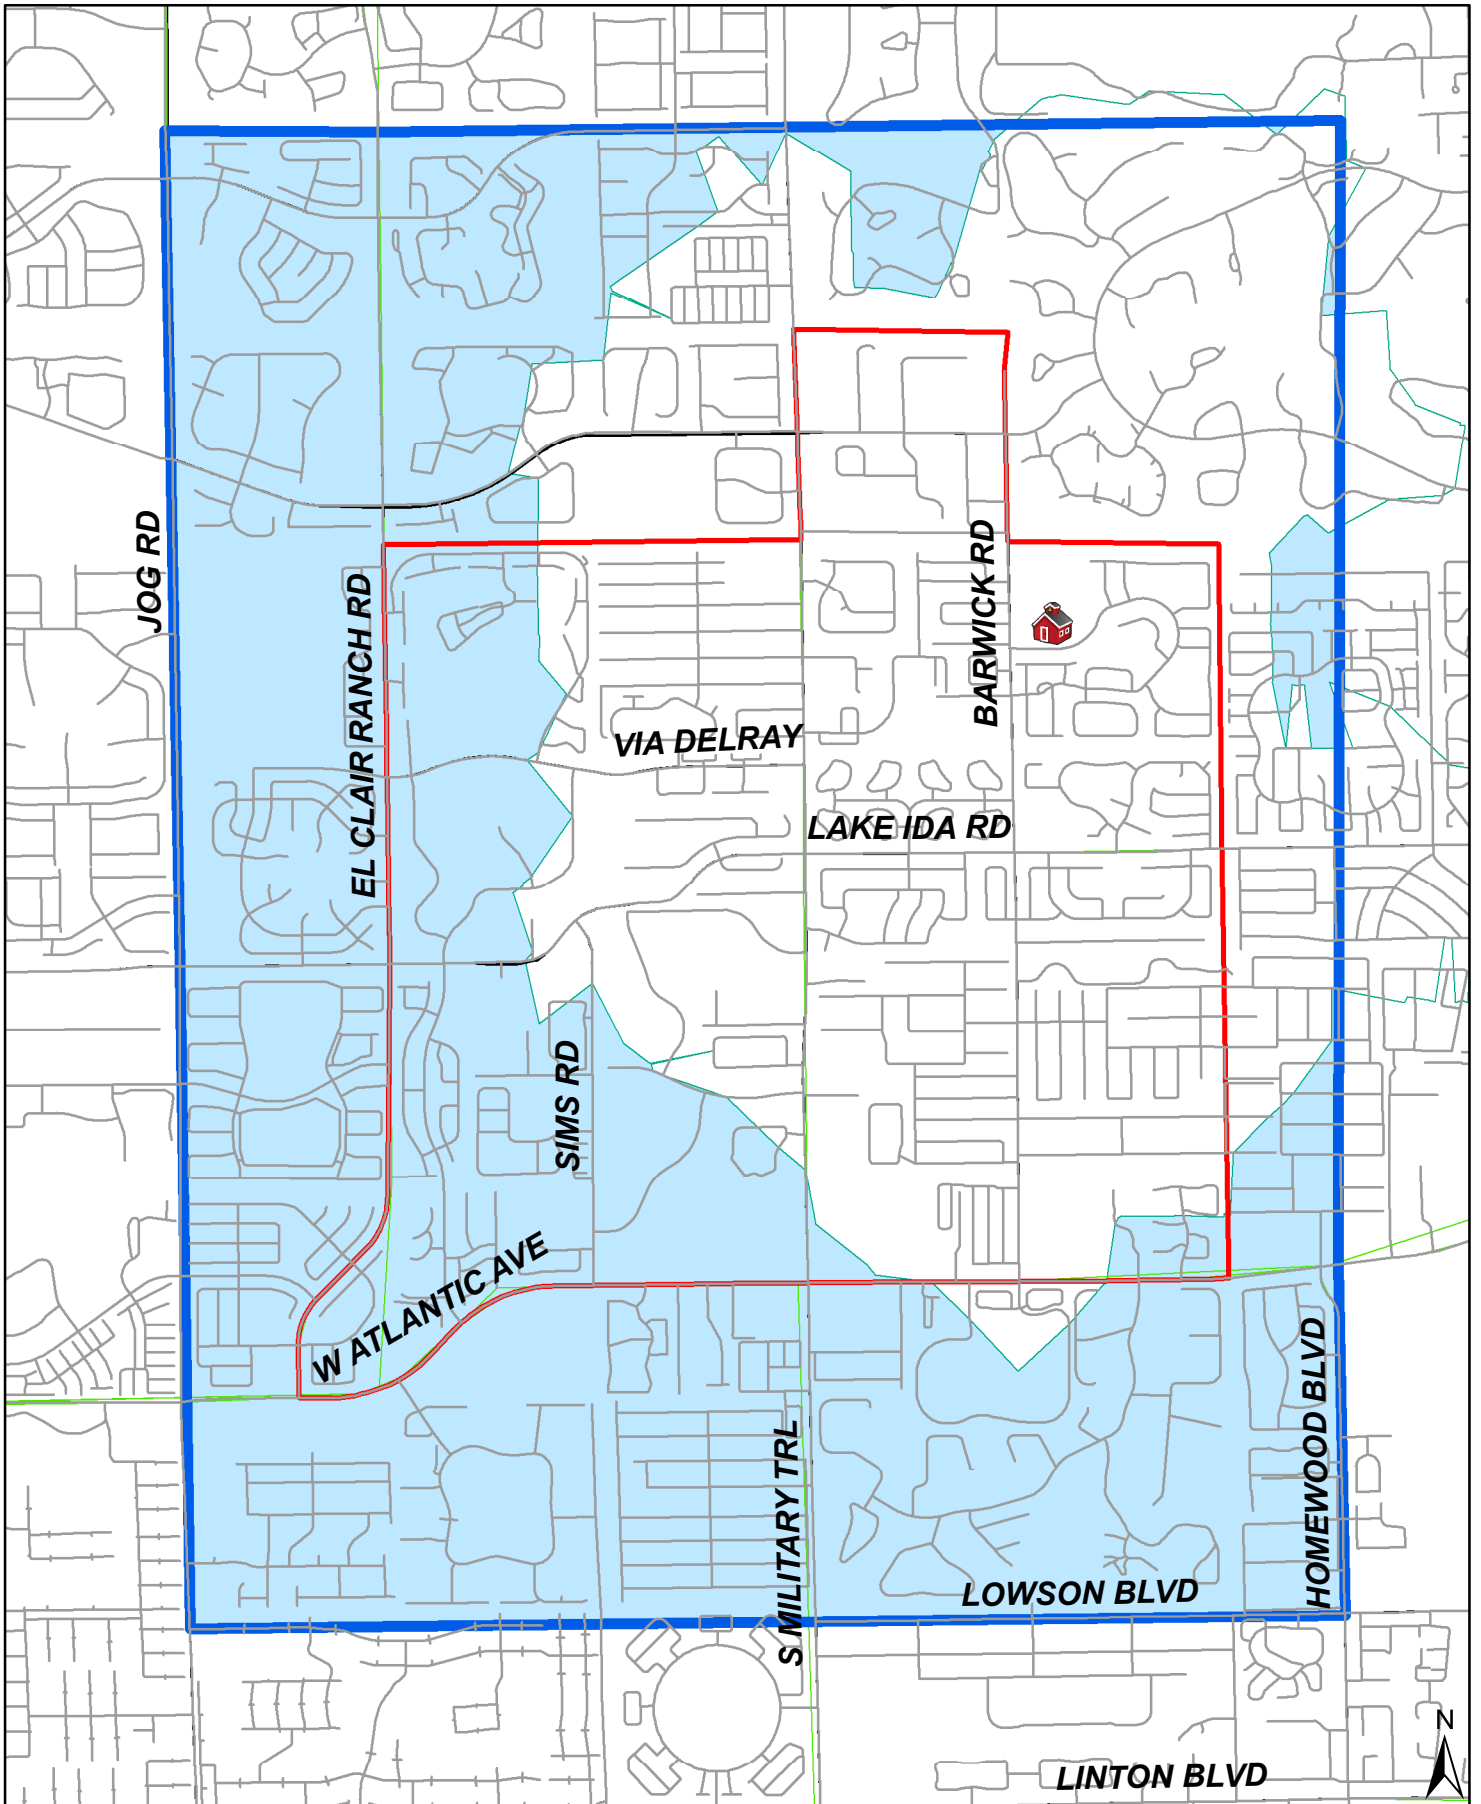 JOG RD
EL CLAIR RANCH RD
BARWICK RD
VIA DELRAY
LAKE IDA RD
SIMS RD
W ATLANTIC AVE
HOMEWOOD BLVD
S MILITARY TRL
LOWSON BLVD
N
LINTON BLVD